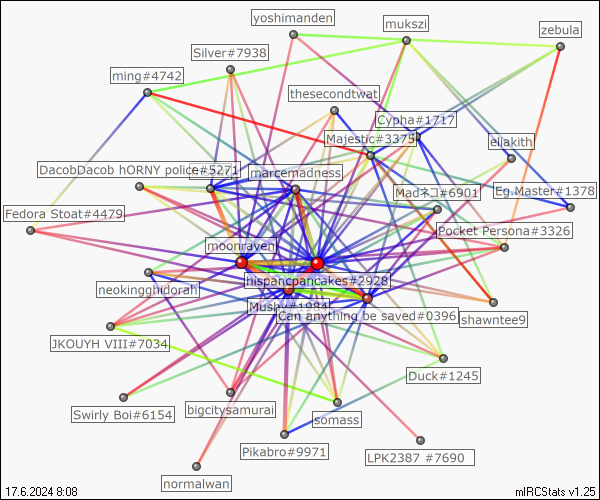 yoshimanden
mukszi
zebula
Silver#7938
ming#4742
thesecondtwat
Cypha#1717
Majestic#3375
eliakith
DacobDacob hORNY police#5271
marcemadness
Madネコ#6901
Eg.Master#1378
Fedora Stoat#4479
Pocket Persona#3326
moonraven
hispancpancakes#2928
neokingghidorah
Musky#1984
Can anything be saved#0396
shawntee9
JKOUYH VIII#7034
Duck#1245
Swirly Boi#6154
bigcitysamurai
somass
Pikabro#9971
LPK2387 #7690
normalwan
17.6.2024 8:08
mIRCStats v1.25